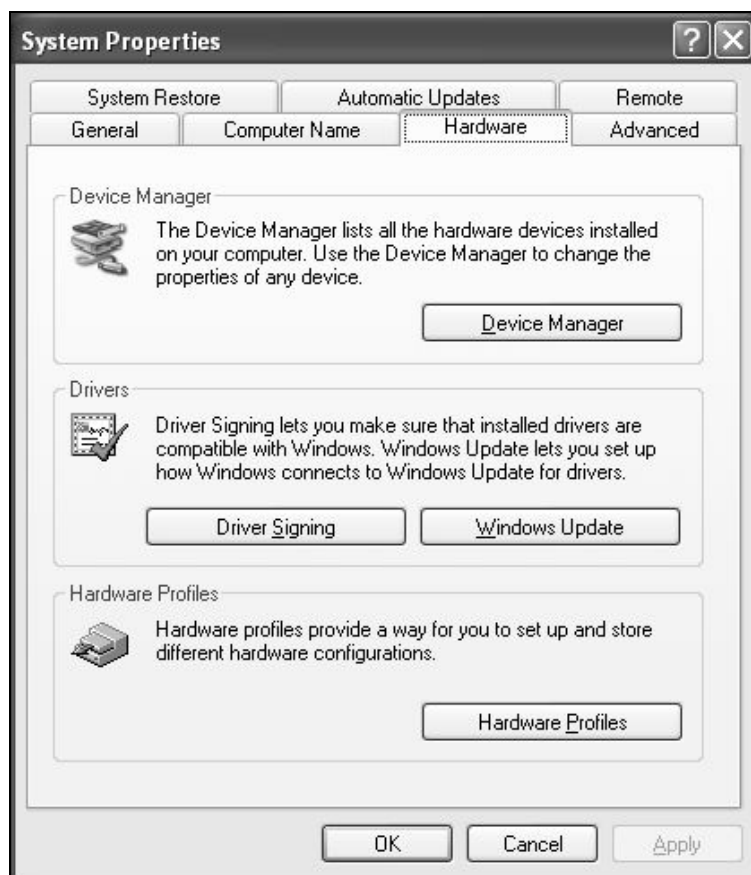 System Properties
System Restore Automatic Updates Remote
General Computer Name Hardware Advanced
Device Manager
The Device Manager lists all the hardware devices installed
on your computer. Use the Device Manager to change the
properties of any device.
Device Manager
Drivers
Driver Signing lets you make sure that installed drivers are
compatible with Windows. Windows Update lets you set up
how Windows connects to Windows Update for drivers.
Driver Signing Windows Update
Hardware Profiles
Hardware profiles provide a way for you to set up and store
different hardware configurations.
Hardware Profiles
OK Cancel Apply